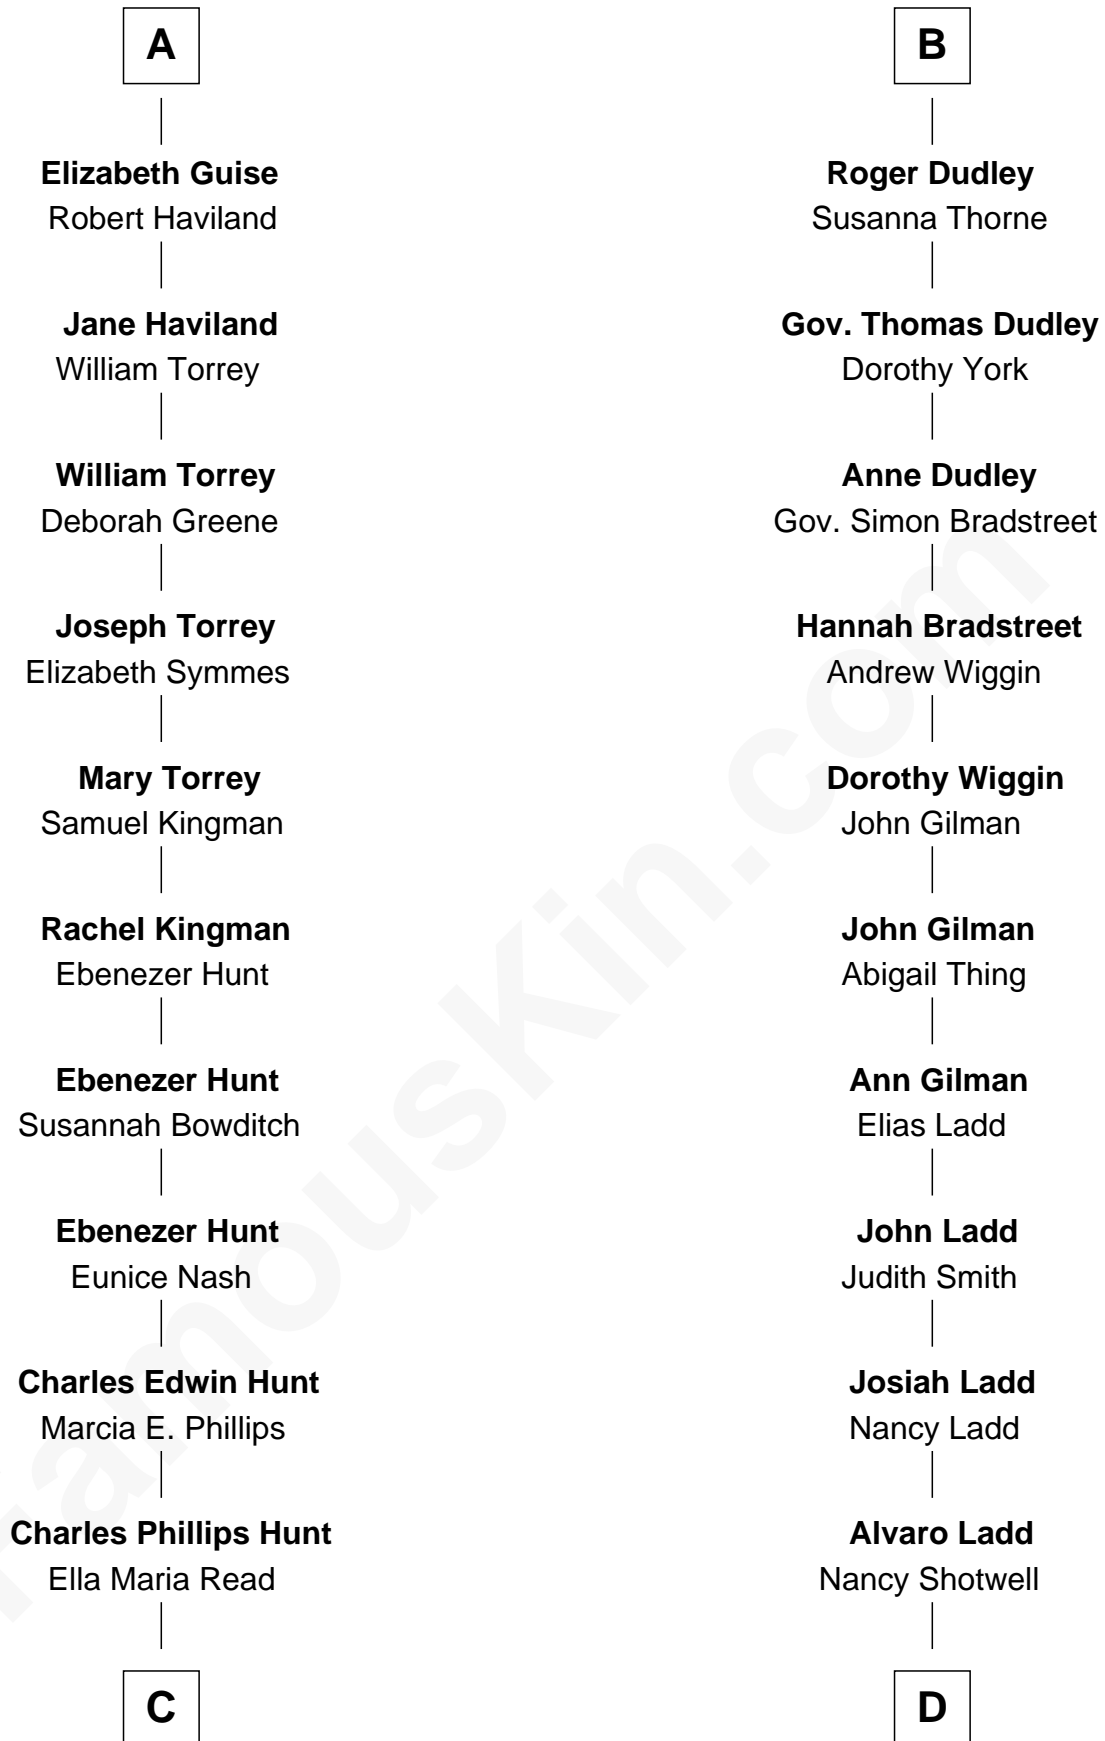 A
Elizabeth Guise
Robert Haviland
Jane Haviland
William Torrey
William Torrey
Deborah Greene
Joseph Torrey
Elizabeth Symmes
Mary Torrey
Samuel Kingman
Rachel Kingman
Ebenezer Hunt
Ebenezer Hunt
Susannah Bowditch
Ebenezer Hunt
Eunice Nash
Charles Edwin Hunt
Marcia E. Phillips
Charles Phillips Hunt
Ella Maria Read
C
B
Roger Dudley
Susanna Thorne
Gov. Thomas Dudley
Dorothy York
Anne Dudley
Gov. Simon Bradstreet
Hannah Bradstreet
Andrew Wiggin
Dorothy Wiggin
John Gilman
John Gilman
Abigail Thing
Ann Gilman
Elias Ladd
John Ladd
Judith Smith
Josiah Ladd
Nancy Ladd
Alvaro Ladd
Nancy Shotwell
D
FamousKin.com